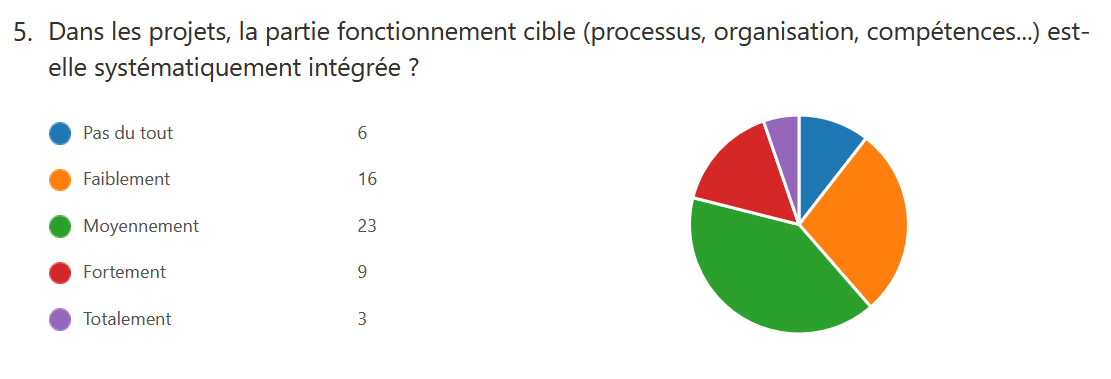 5. Dans les projets, la partie fonctionnement cible (processus, organisation, compétences...) est-
elle systématiquement intégrée ?
Pas du tout 6
Faiblement 16
Moyennement 23
Fortement 9
Totalement 3